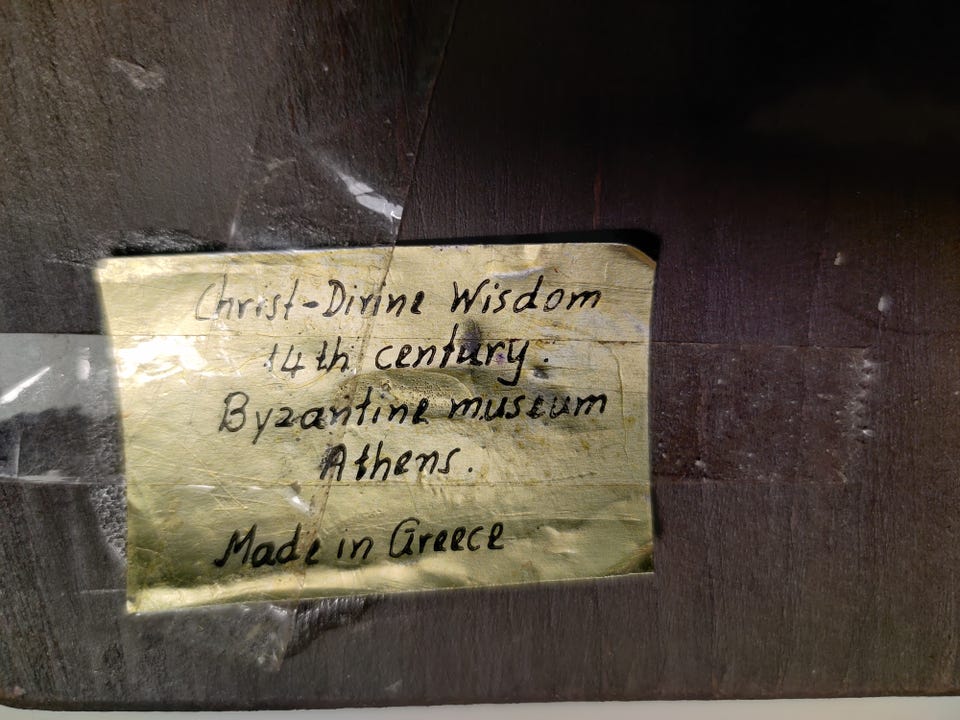 Christ-Divine Wisdom
14th century.
Byzantine museum
Athens.
Made in Greece